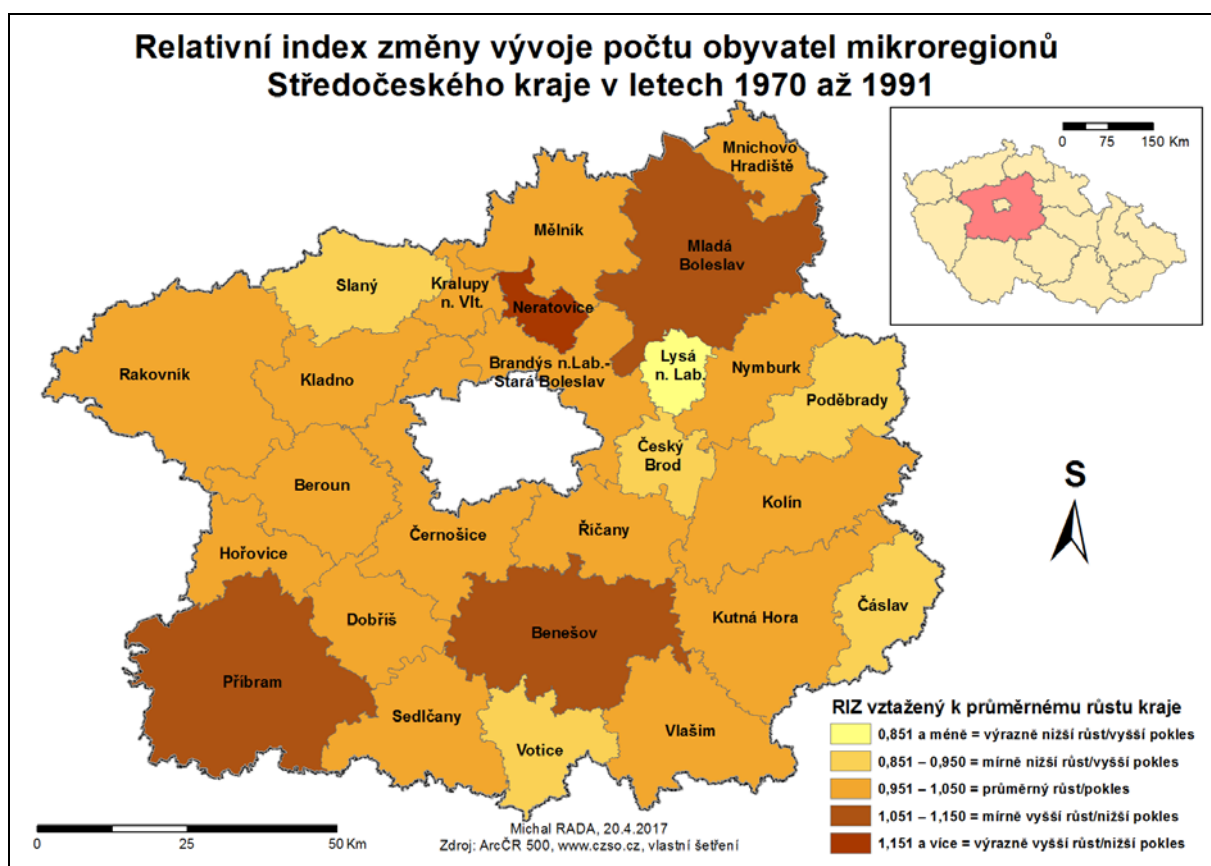 Relativní index změny vývoje počtu obyvatel mikroregionů
Středočeského kraje v letech 1970 až 1991
0 75 150 Km
Mnichovo
Hradiště
Mělník
Mladá
Boleslav
Slaný
Kralupy
n. Vlt.
Neratovice
Rakovník
Kladno
Brandýs n.Lab.-
Stará Boleslav
Lysá
n. Lab.
Nymburk
Poděbrady
Český
Brod
Beroun
Kolín
Černošice
Říčany
Hořovice
Dobříš
Benešov
Kutná Hora
Čáslav
Příbram
Sedlčany
Votice
Vlašim
S
RIZ vztažený k průměrnému růstu kraje
0,851 a méně = výrazně nižší růst/vyšší pokles
0,851 – 0,950 = mírně nižší růst/vyšší pokles
0,951 – 1,050 = průměrný růst/pokles
1,051 – 1,150 = mírně vyšší růst/nižší pokles
1,151 a více = výrazně vyšší růst/nižší pokles
0 25 50 Km
Michal RADA, 20.4.2017
Zdroj: ArcČR 500, www.czso.cz, vlastní šetření